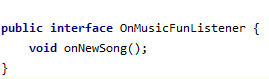 public interface OnMusicFunListener {
    void onNewSong();
}